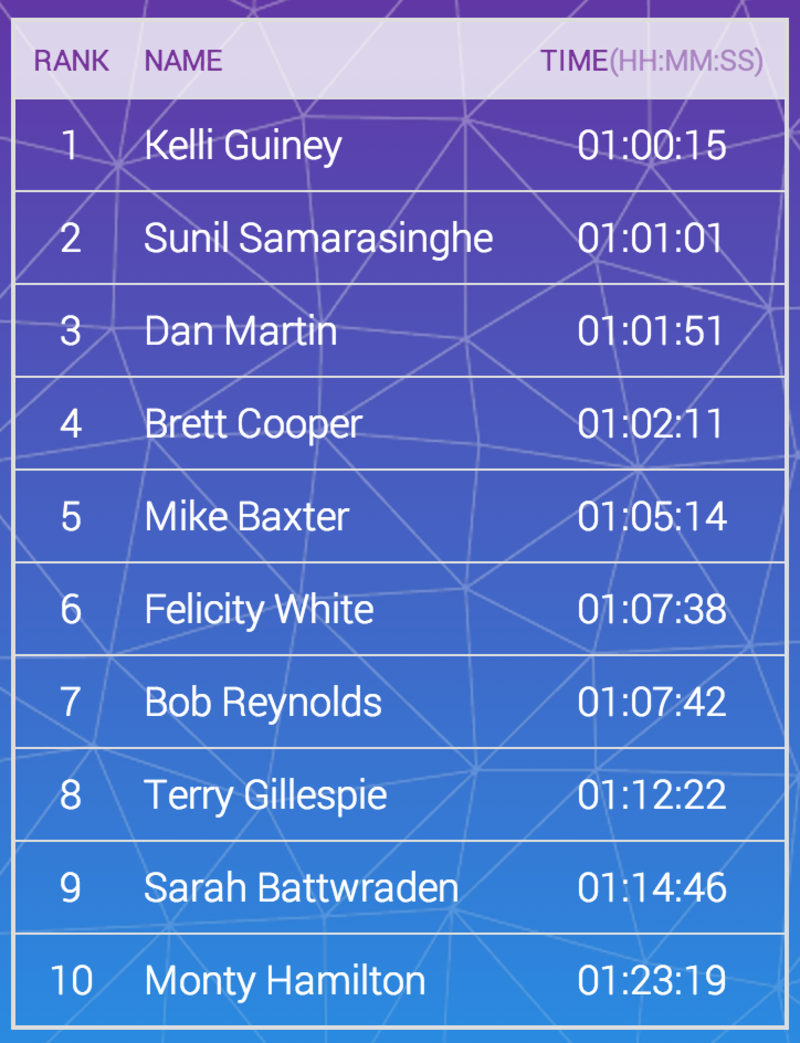 RANK NAME TIME(HH:MM:SS)
1 Kelli Guiney 01:00:15
2 Sunil Samarasinghe 01:01:01
3 Dan Martin 01:01:51
4 Brett Cooper 01:02:11
5 Mike Baxter 01:05:14
6 Felicity White 01:07:38
7 Bob Reynolds 01:07:42
8 Terry Gillespie 01:12:22
9 Sarah Battwraden 01:14:46
10 Monty Hamilton 01:23:19